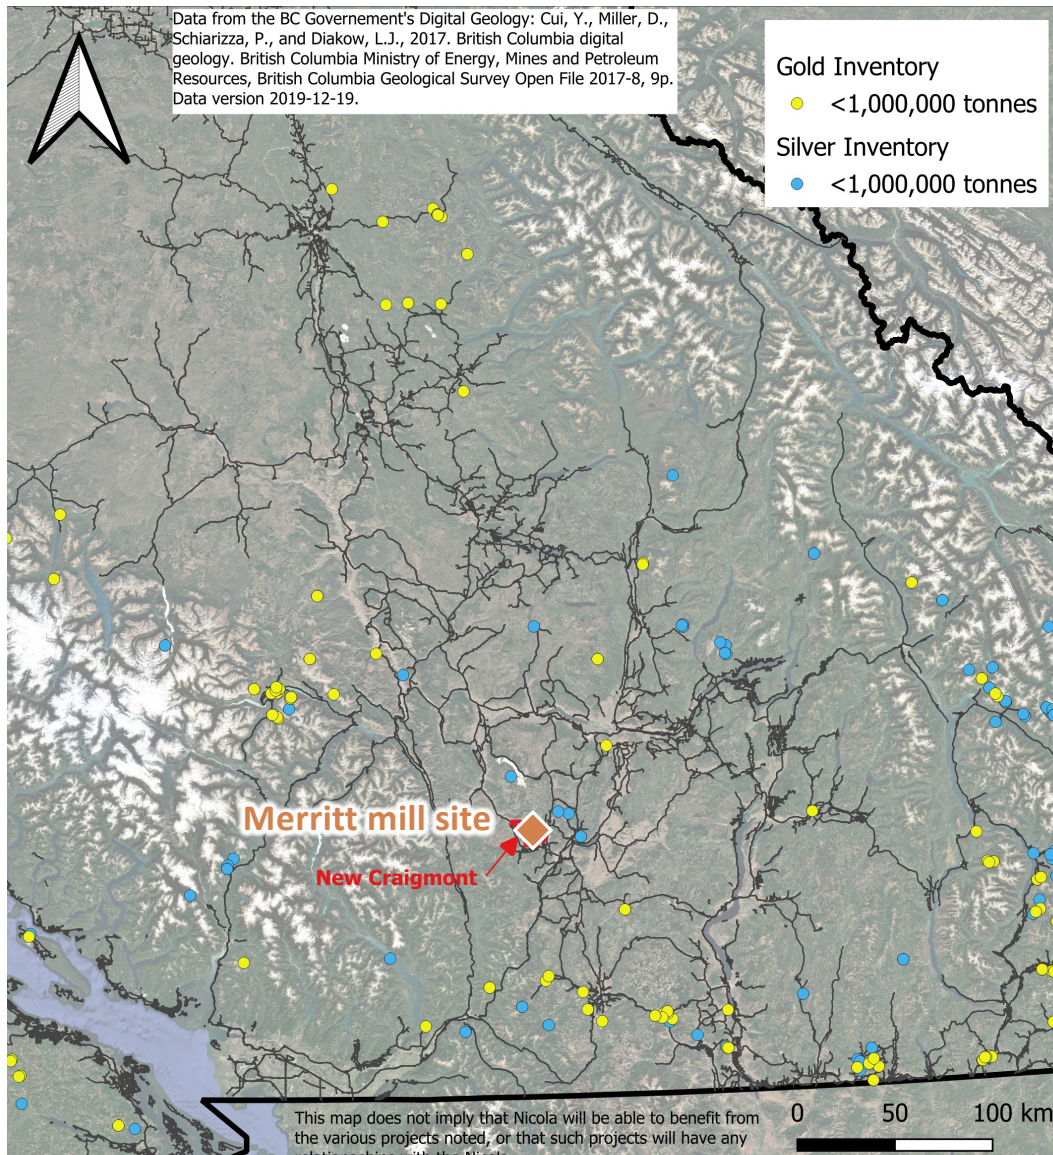 Data from the BC Governement's Digital Geology: Cui, Y., Miller, D.,
Schiarizza, P., and Diakow, L.J., 2017. British Columbia digital
geology. British Columbia Ministry of Energy, Mines and Petroleum
Resources, British Columbia Geological Survey Open File 2017-8, 9p.
Data version 2019-12-19.
Gold Inventory
<1,000,000 tonnes
Silver Inventory
<1,000,000 tonnes
Merritt mill site
New Craigmont
This map does not imply that Nicola will be able to benefit from
the various projects noted, or that such projects will have any
0 50 100 km